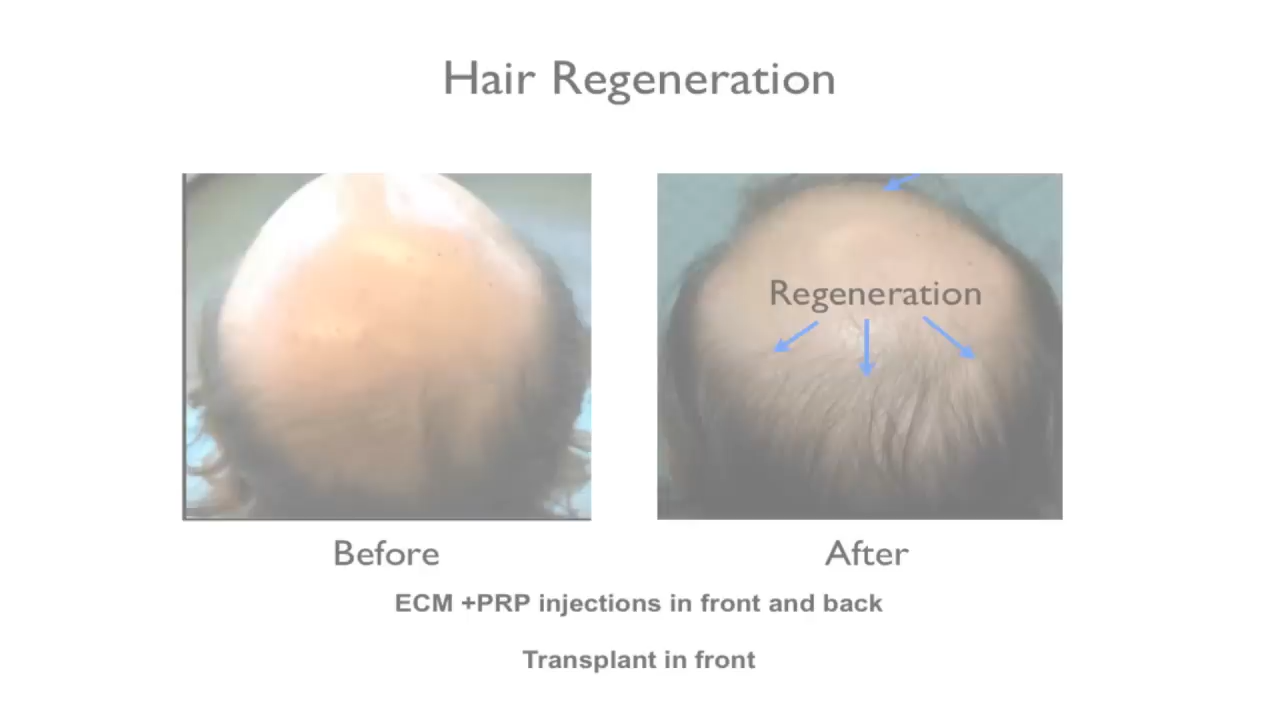 Hair Regeneration
Regeneration
Before
After
ECM +PRP injections in front and back
Transplant in front